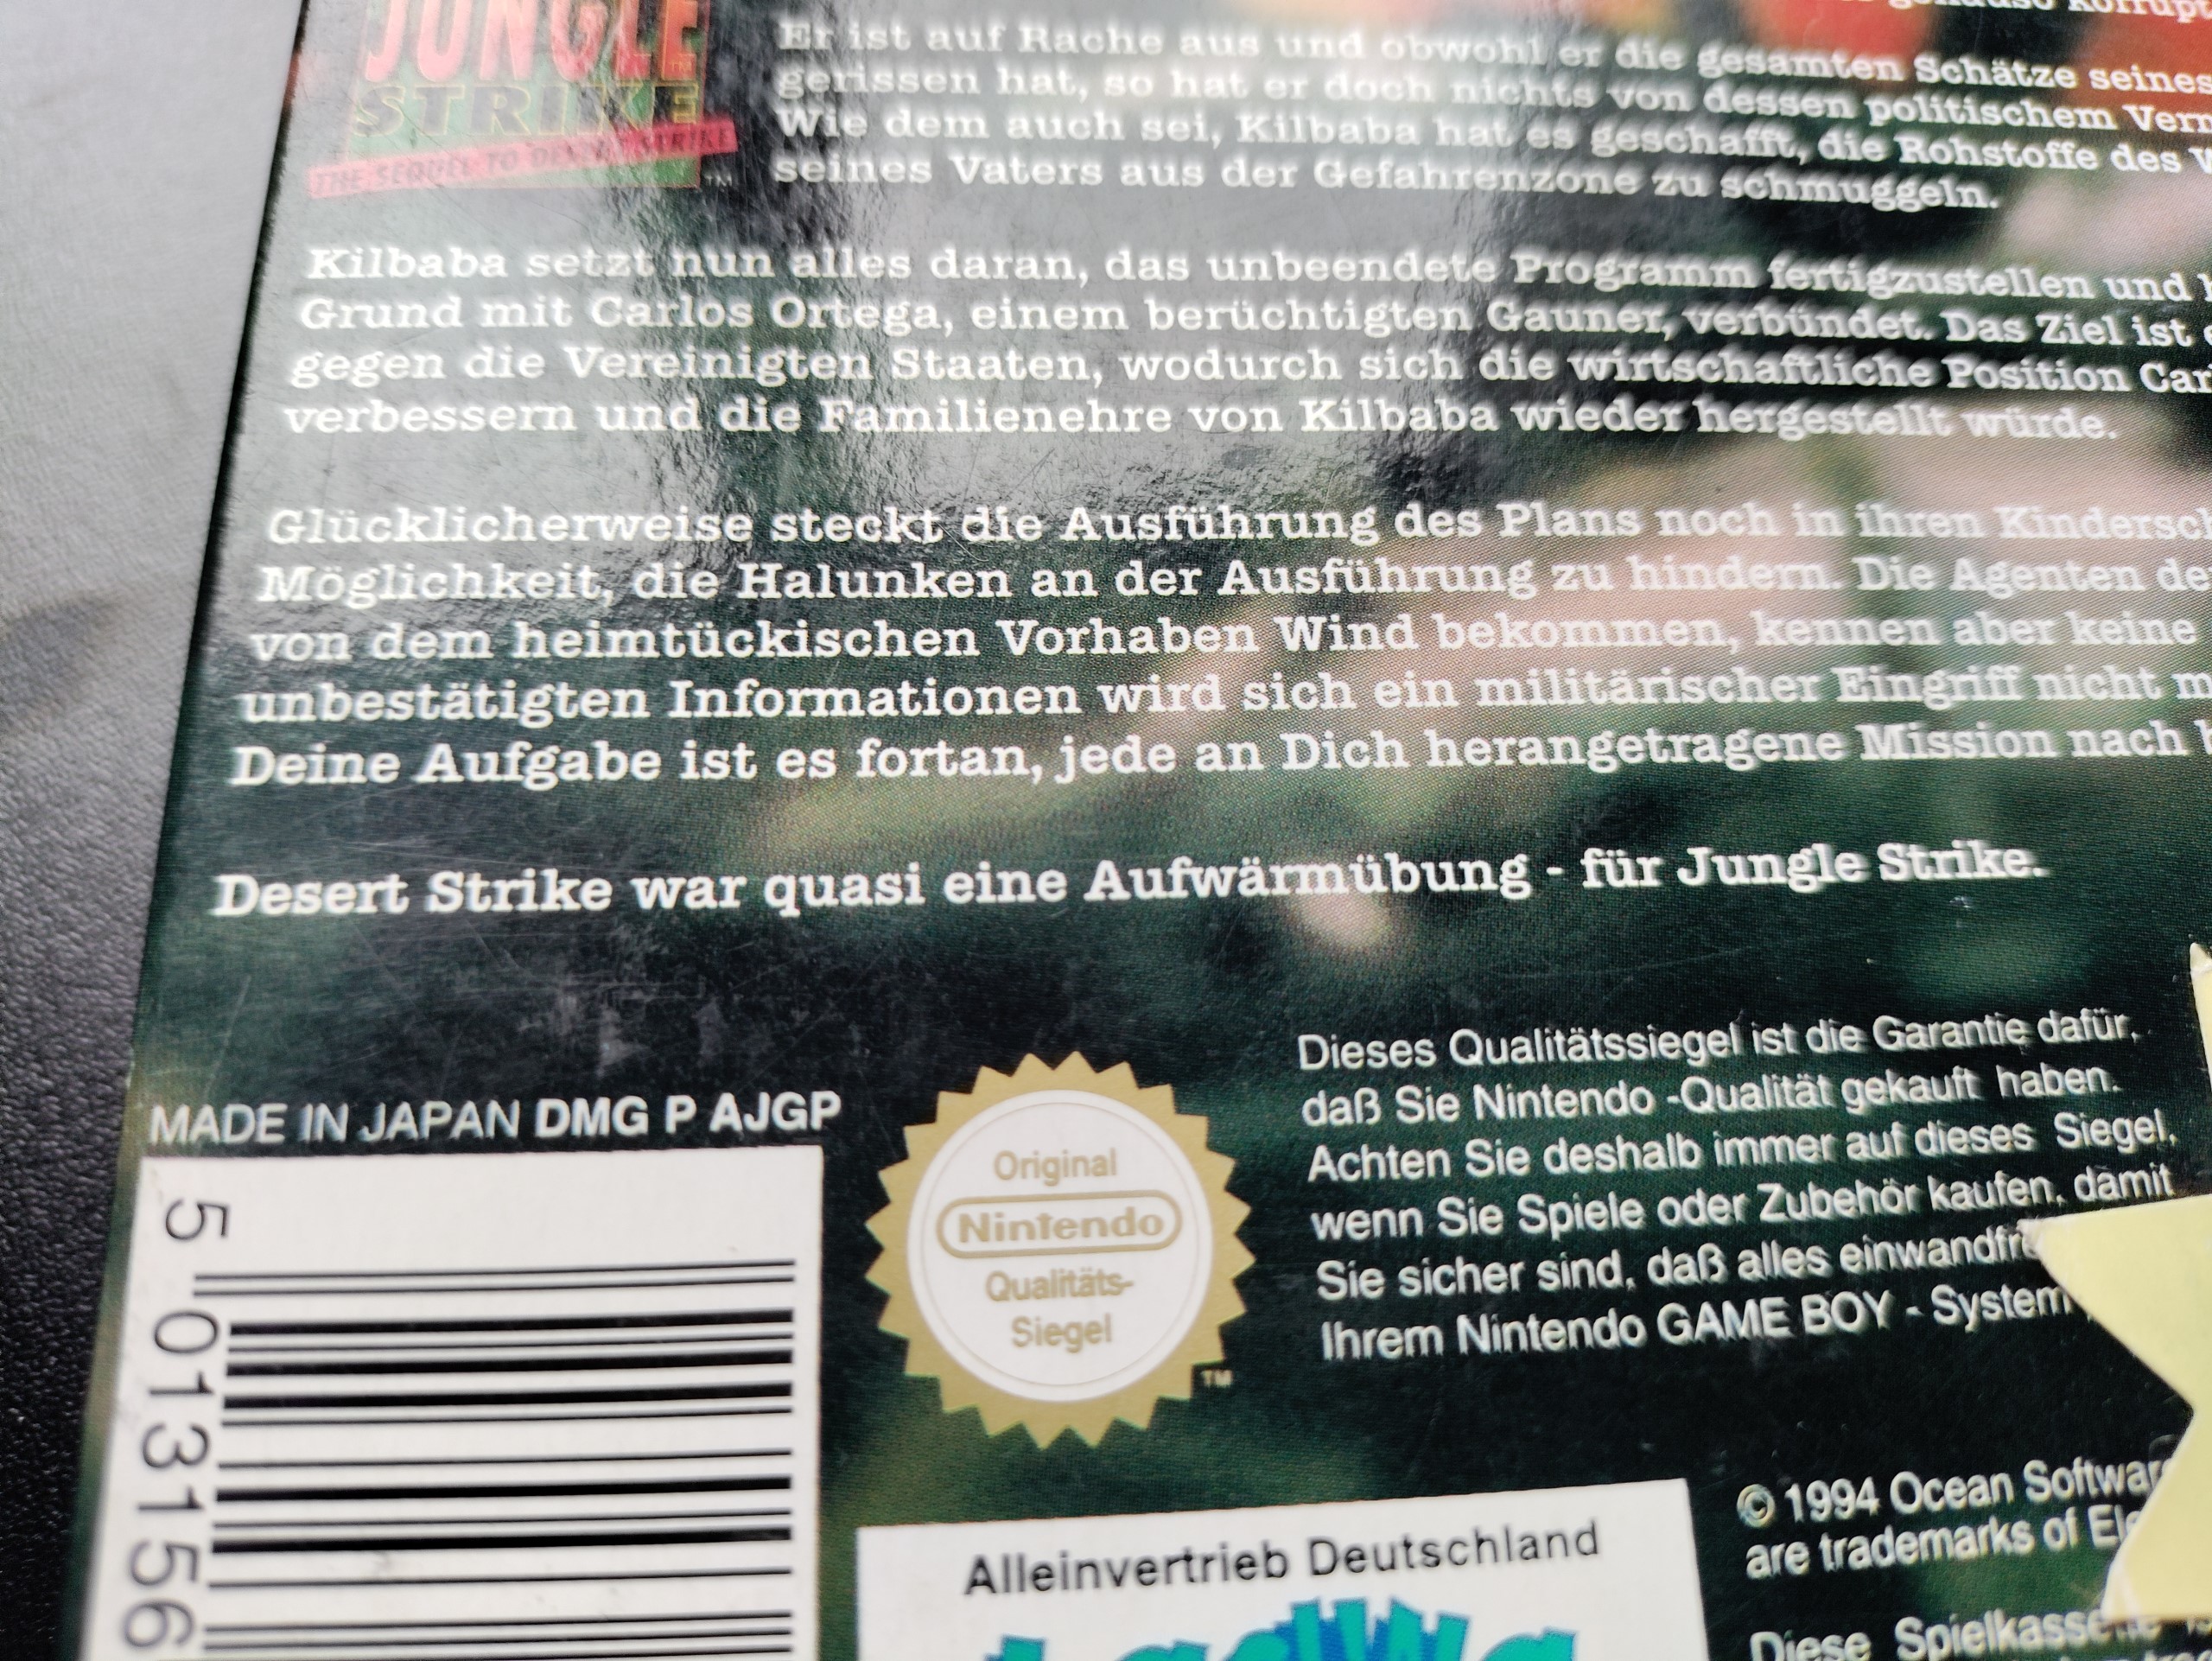 JUNGLE
STRIKE
THE SEQUEL TO DESERT STRIKE
genauso korrupt
Er ist auf Rache aus und obwohl er die gesamten Schätze seines
gerissen hat, so hat er doch nichts von dessen politischem
Wie dem auch sei, Kilbaba hat es geschafft, die Rohstoffe des
seines Vaters aus der Gefahrenzone zu schmuggeln.
Kilbaba setzt nun alles daran, das unbeendete Programm fertigzustellen und
Grund mit Carlos Ortega, einem berüchtigten Gauner, verbündet. Das Ziel ist
gegen die Vereinigten Staaten, wodurch sich die wirtschaftliche Position
verbessern und die Familienehre von Kilbaba wieder hergestellt würde.
Glücklicherweise steckt die Ausführung des Plans noch in ihren
Möglichkeit, die Halunken an der Ausführung zu hindern. Die Agenten
von dem heimtückischen Vorhaben Wind bekommen, kennen aber keine
unbestätigten Informationen wird sich ein militärischer Eingriff nicht
Deine Aufgabe ist es fortan, jede an Dich herangetragene Mission nach
Desert Strike war quasi eine Aufwärmübung - für Jungle Strike.
MADE IN JAPAN DMG P AJGP
5 013156
Original
Nintendo
Qualitäts-
Siegel
TM
Dieses Qualitätssiegel ist die Garantie dafür,
daß Sie Nintendo -Qualität gekauft haben.
Achten Sie deshalb immer auf dieses Siegel,
wenn Sie Spiele oder Zubehör kaufen, damit
Sie sicher sind, daß alles
Ihrem Nintendo GAME BOY - System
Alleinvertrieb Deutschland
© 1994 Ocean
are trademarks of
Diese